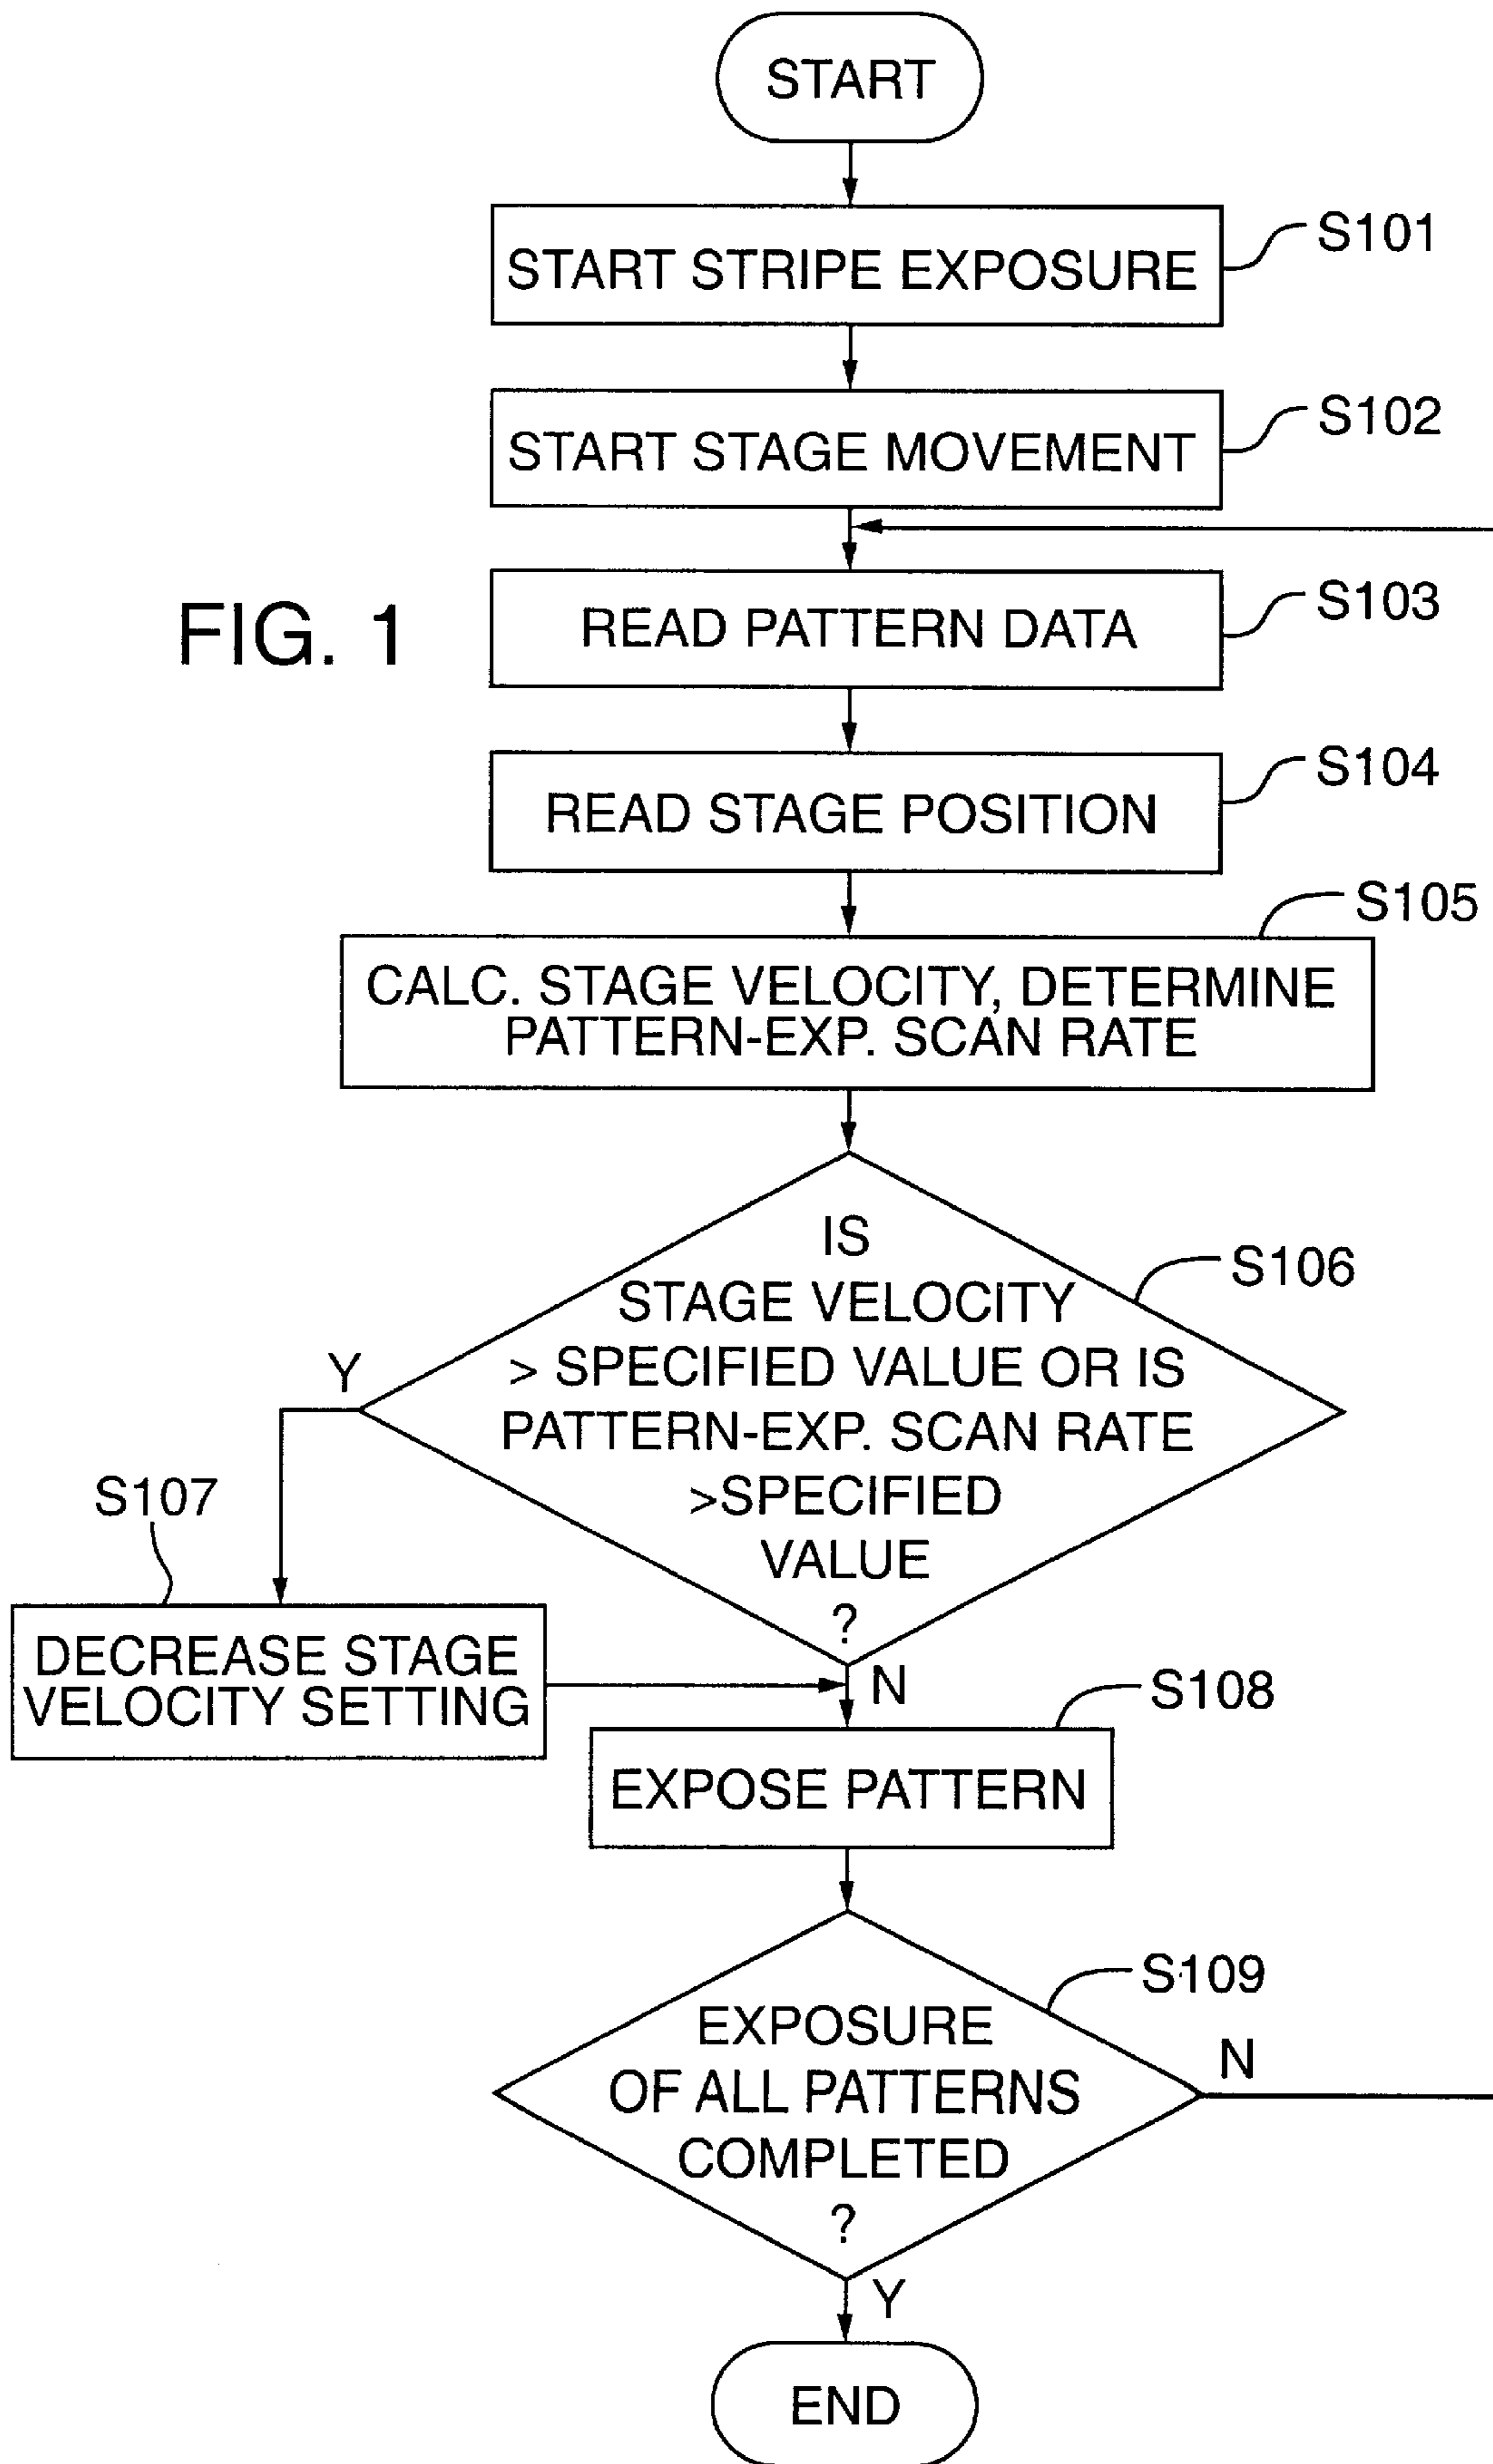 START
START STRIPE EXPOSURE
S101
START STAGE MOVEMENT
S102
FIG. 1
READ PATTERN DATA
S103
READ STAGE POSITION
S104
S105
CALC. STAGE VELOCITY, DETERMINE
PATTERN-EXP. SCAN RATE
IS
STAGE VELOCITY
> SPECIFIED VALUE OR IS
PATTERN-EXP. SCAN RATE
>SPECIFIED
VALUE
?
S106
Y
S107
DECREASE STAGE
VELOCITY SETTING
N
S108
EXPOSE PATTERN
S109
EXPOSURE
OF ALL PATTERNS
COMPLETED
?
N
Y
END